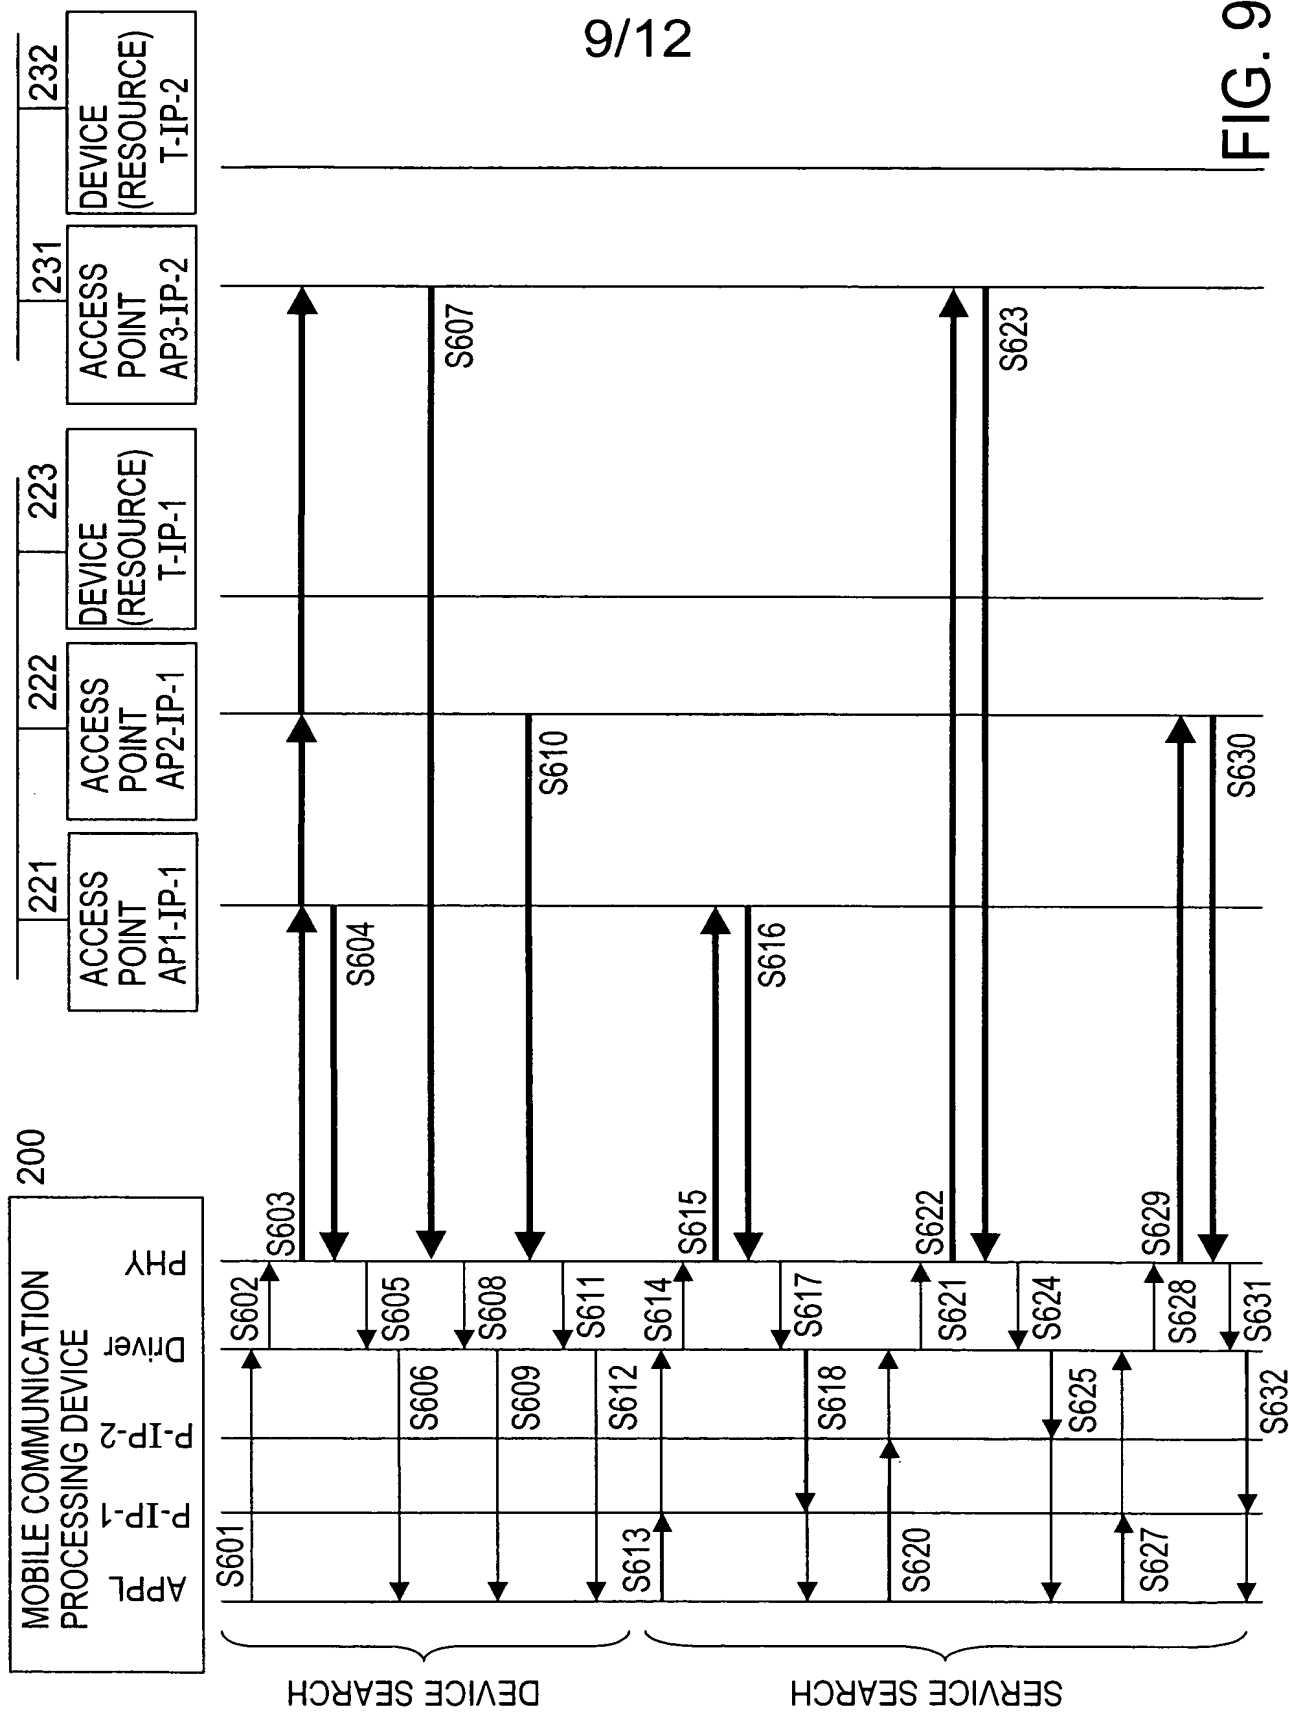 9/12
MOBILE COMMUNICATION
PROCESSING DEVICE
200
APPL
P-IP-1
P-IP-2
Driver
PHY
221
ACCESS
POINT
AP1-IP-1
222
ACCESS
POINT
AP2-IP-1
223
DEVICE
(RESOURCE)
T-IP-1
231
ACCESS
POINT
AP3-IP-2
232
DEVICE
(RESOURCE)
T-IP-2
DEVICE SEARCH
S601
S602
S603
S604
S605
S606
S607
S608
S609
S610
S611
S612
SERVICE SEARCH
S613
S614
S615
S616
S617
S618
S620
S621
S622
S623
S624
S625
S627
S628
S629
S630
S631
S632
FIG. 9